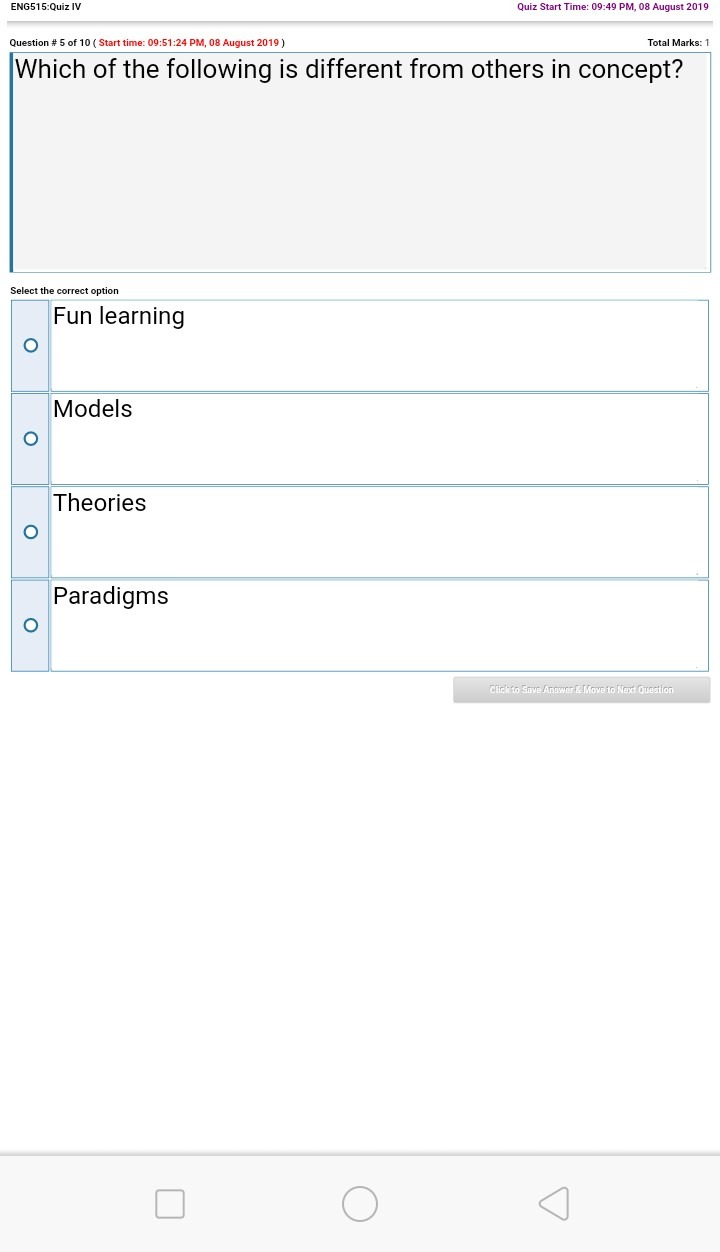 ENG515:Quiz IV
Quiz Start Time: 09:49 PM, 08 August 2019
Question # 5 of 10 ( Start time: 09:51:24 PM, 08 August 2019 )
Total Marks: 1
Which of the following is different from others in concept?
Select the correct option
Fun learning
Models
Theories
Paradigms
Click to Save Answer & Move to Next Question